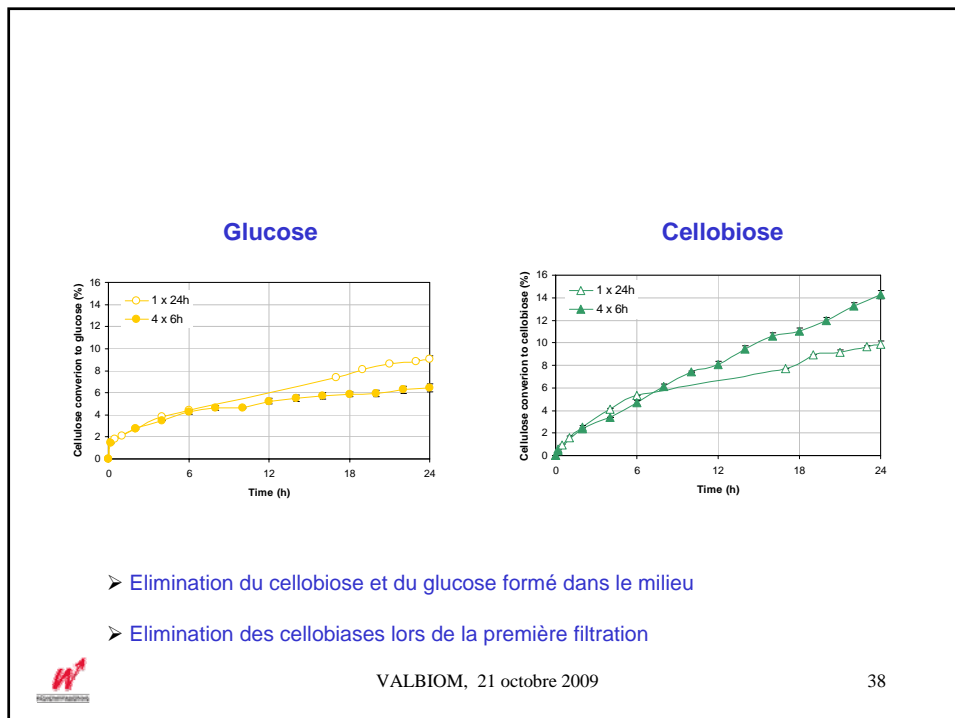 Glucose
Cellulose converion to glucose (%)
16
14
12
10
8
6
4
2
0
1 x 24h
4 x 6h
0 6 12 18 24
Time (h)
Cellobiose
Cellulose converion to cellobiose (%)
16
14
12
10
8
6
4
2
0
1 x 24h
4 x 6h
0 6 12 18 24
Time (h)
➢ Elimination du cellobiose et du glucose formé dans le milieu
➢ Elimination des cellobiases lors de la première filtration
VALBIOM, 21 octobre 2009 38